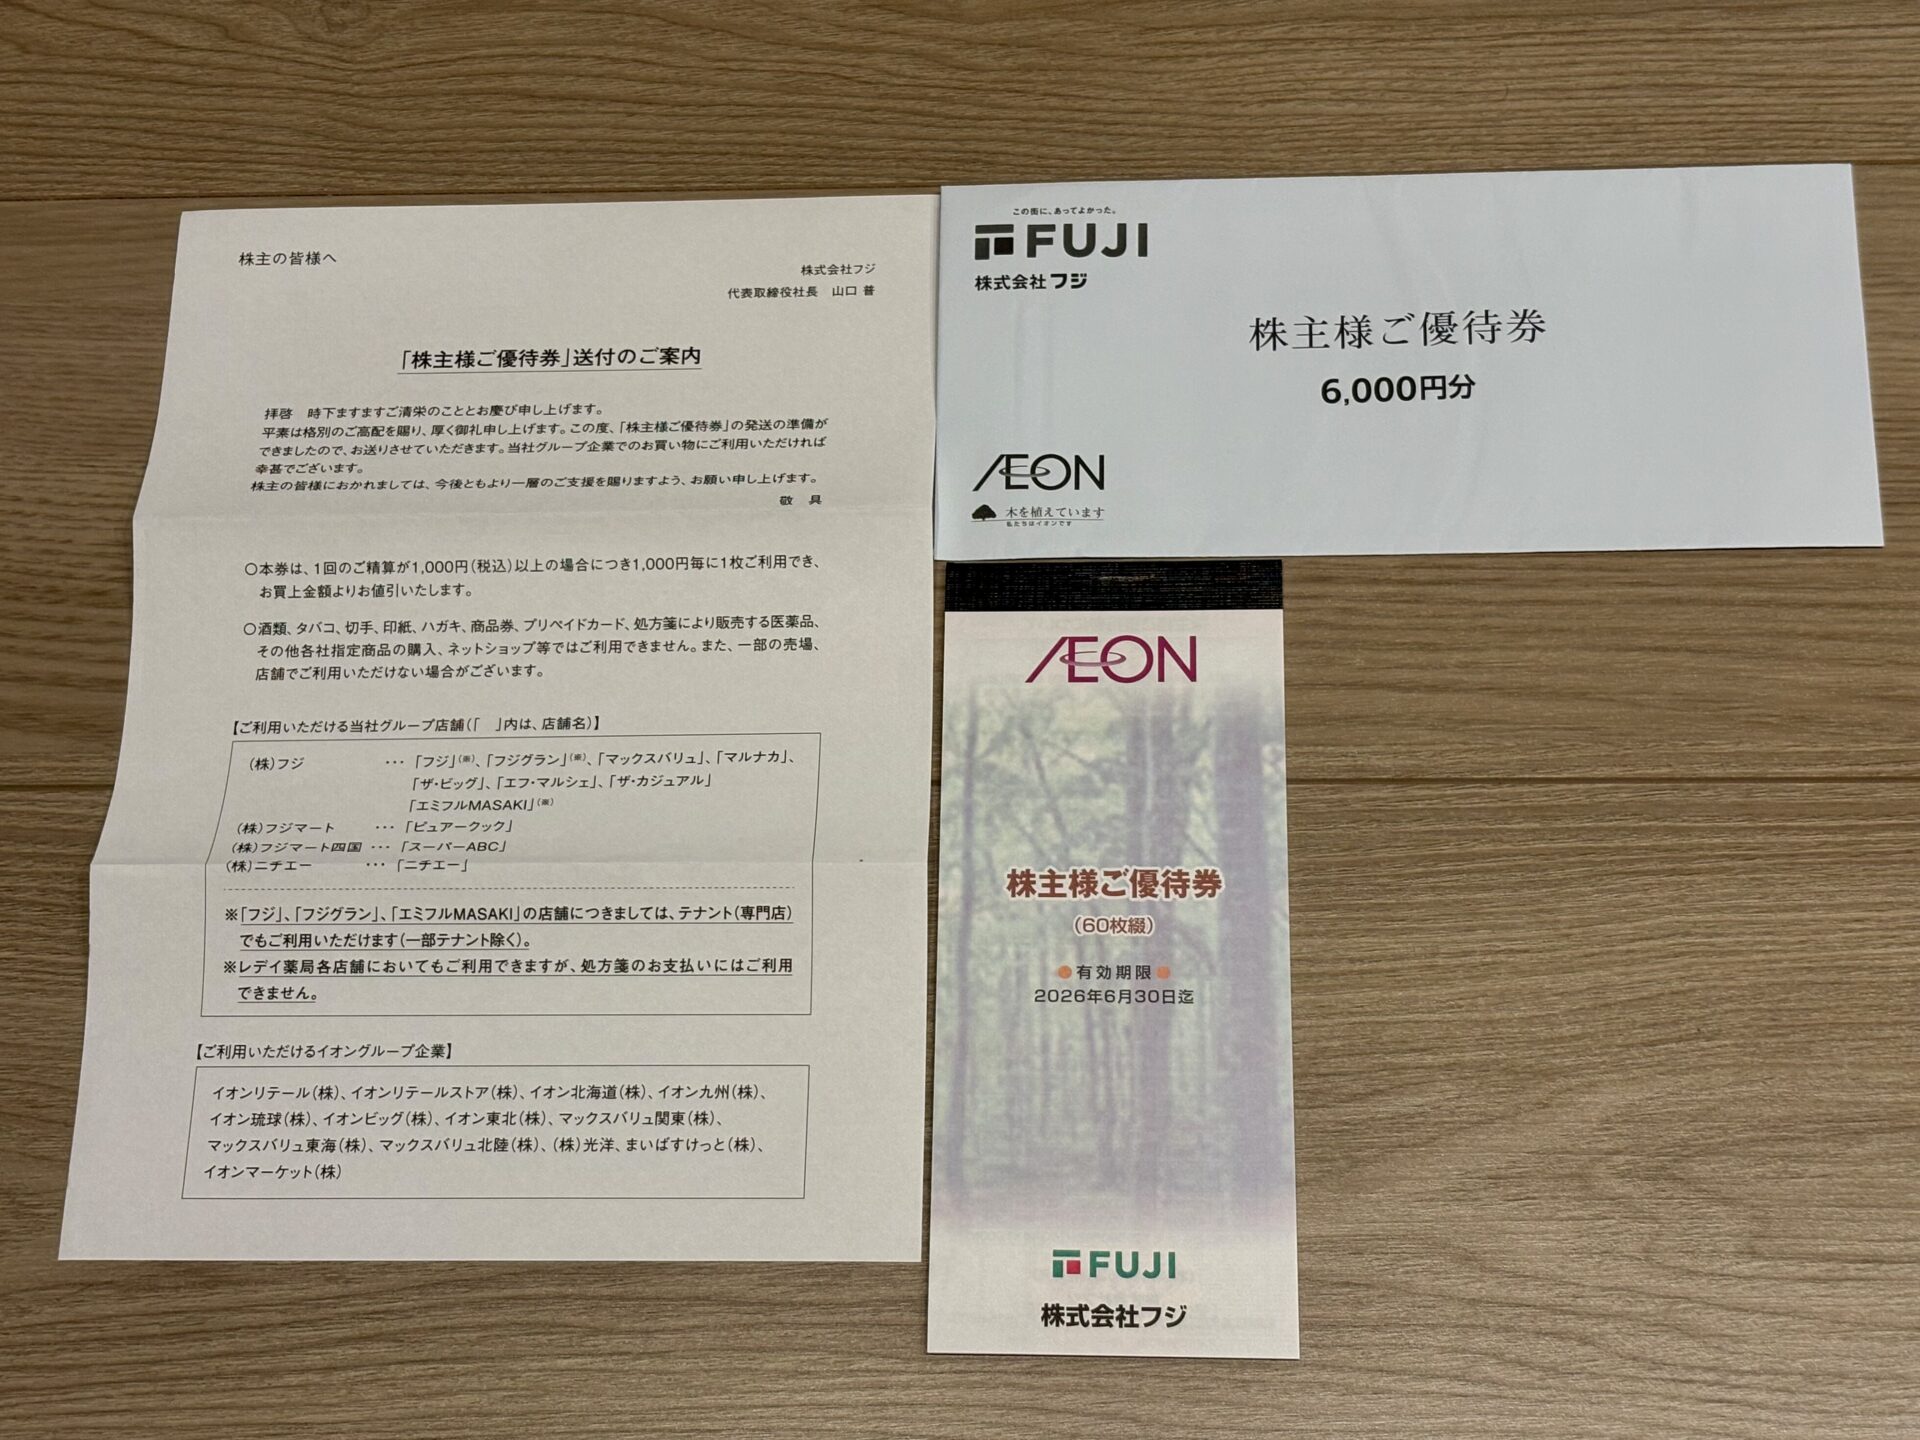 株主の皆様へ
株式会社フジ
代表取締役社長 山口 普
「株主様ご優待券」送付のご案内
拝啓 時下ますますご清栄のこととお慶び申し上げます。
平素は格別のご高配を賜り、厚く御礼申し上げます。この度、「株主様ご優待券」の発送の準備が
できましたので、お送りさせていただきます。当社グループ企業でのお買い物にご利用いただければ
幸甚でございます。
株主の皆様におかれましては、今後ともより一層のご支援を賜りますよう、お願い申し上げます。
敬 具
○本券は、1回のご精算が1,000円(税込)以上の場合につき1,000円毎に1枚ご利用でき、
お買上金額よりお値引いたします。
○酒類、タバコ、切手、印紙、ハガキ、商品券、プリペイドカード、処方箋により販売する医薬品、
その他各社指定商品の購入、ネットショップ等ではご利用できません。また、一部の売場、
店舗でご利用いただけない場合がございます。
【ご利用いただける当社グループ店舗(「 」内は、店舗名)】
(株)フジ ･･･ 「フジ」(※)、「フジグラン」(※)、「マックスバリュ」、「マルナカ」、
「ザ・ビッグ」、「エフ・マルシェ」、「ザ・カジュアル」
「エミフルMASAKI」(※)
(株)フジマート ･･･ 「ピュアークック」
(株)フジマート四国 ･･･ 「スーパーABC」
(株)ニチエー ･･･ 「ニチエー」
※「フジ」、「フジグラン」、「エミフルMASAKI」の店舗につきましては、テナント(専門店)
でもご利用いただけます(一部テナント除く)。
※レデイ薬局各店舗においてもご利用できますが、処方箋のお支払いにはご利用
できません。
【ご利用いただけるイオングループ企業】
イオンリテール(株)、イオンリテールストア(株)、イオン北海道(株)、イオン九州(株)、
イオン琉球(株)、イオンビッグ(株)、イオン東北(株)、マックスバリュ関東(株)、
マックスバリュ東海(株)、マックスバリュ北陸(株)、(株)光洋、まいばすけっと(株)、
イオンマーケット(株)
この街に、あってよかった。
FUJI
株式会社フジ
株主様ご優待券
6,000円分
ÆON
木を植えています
私たちはイオンです
ÆON
株主様ご優待券
(60枚綴)
●有効期限●
2026年6月30日迄
FUJI
株式会社フジ